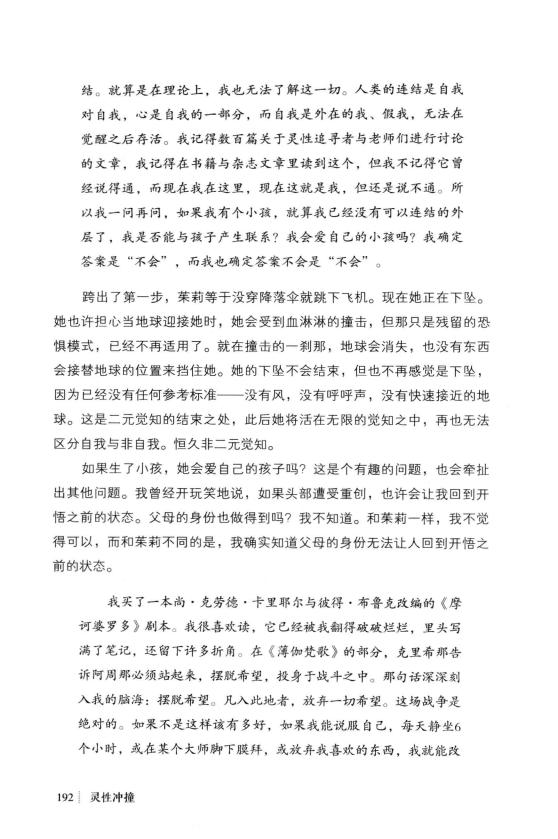 结。就算是在理论上，我也无法了解这一切。人类的连结是自我
对自我，心是自我的一部分，而自我是外在的我、假我，无法在
觉醒之后存活。我记得数百篇关于灵性追寻者与老师们进行讨论
的文章，我记得在书籍与杂志文章里读到这个，但我不记得它曾
经说得通，而现在我在这里，现在这就是我，但还是说不通。所
以我一问再问，如果我有个小孩，就算我已经没有可以连结的外
层了，我是否能与孩子产生联系？我会爱自己的小孩吗？我确定
答案是“不会”，而我也确定答案不会是“不会”。
跨出了第一步，茱莉等于没穿降落伞就跳下飞机。现在她正在下坠。
她也许担心当地球迎接她时，她会受到血淋淋的撞击，但那只是残留的恐
惧模式，已经不再适用了。就在撞击的一刹那，地球会消失，也没有东西
会接替地球的位置来挡住她。她的下坠不会结束，但也不再感觉是下坠，
因为已经没有任何参考标准——没有风，没有呼呼声，没有快速接近的地
球。这是二元觉知的结束之处，此后她将活在无限的觉知之中，再也无法
区分自我与非自我。恒久非二元觉知。
如果生了小孩，她会爱自己的孩子吗？这是个有趣的问题，也会牵扯
出其他问题。我曾经开玩笑地说，如果头部遭受重创，也许会让我回到开
悟之前的状态。父母的身份也做得到吗？我不知道。和茱莉一样，我不觉
得可以，而和茱莉不同的是，我确实知道父母的身份无法让人回到开悟之
前的状态。
我买了一本尚·克劳德·卡里耶尔与彼得·布鲁克改编的《摩
诃婆罗多》剧本。我很喜欢读，它已经被我翻得破破烂烂，里头写
满了笔记，还留下许多折角。在《薄伽梵歌》的部分，克里希那告
诉阿周那必须站起来，摆脱希望，投身于战斗之中。那句话深深刻
入我的脑海：摆脱希望。凡入此地者，放弃一切希望。这场战争是
绝对的。如果不是这样该有多好，如果我能说服自己，每天静坐6
个小时，或在某个大师脚下膜拜，或放弃我喜欢的东西，我就能改
192 灵性冲撞